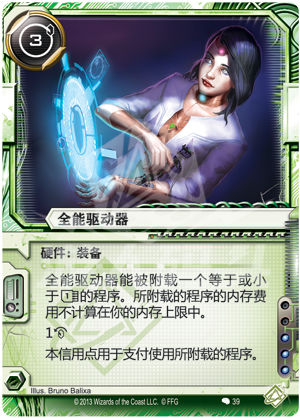 3
全能驱动器
硬件: 装备
全能驱动器能被附载一个等于或小
于1的程序。所附载的程序的内存费
用不计算在你的内存上限中。
1
本信用点用于支付使用所附载的程序。
Illus. Bruno Balixa
© 2013 Wizards of the Coast LLC. © FFG
39